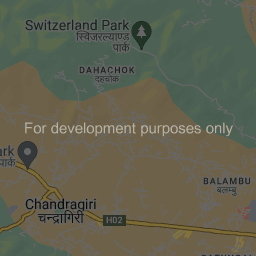 Switzerland Park
स्विजरल्याण्ड
पार्क
DAHACHOK
दहचोक
For development purposes only
ark
पार्क
BALAMBU
बलम्बु
Chandragiri
चन्द्रागिरी
H02